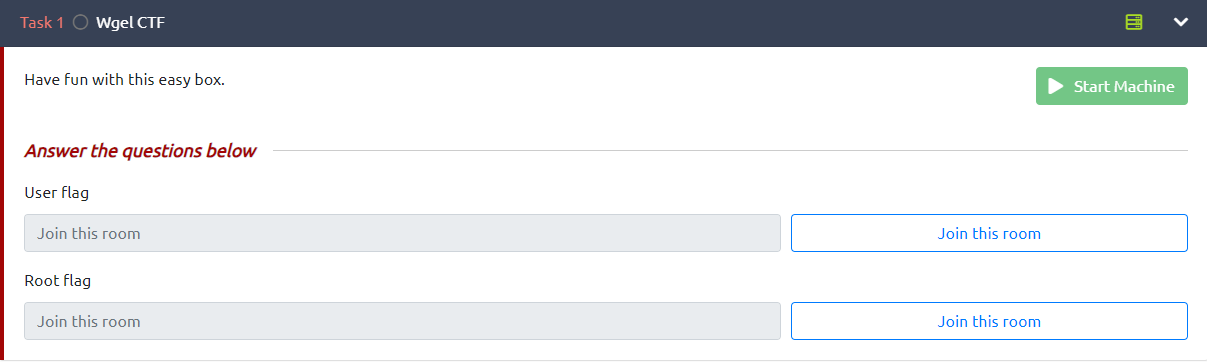 Task 1 Wgel CTF
Have fun with this easy box.
Start Machine
Answer the questions below
User flag
Join this room
Join this room
Root flag
Join this room
Join this room